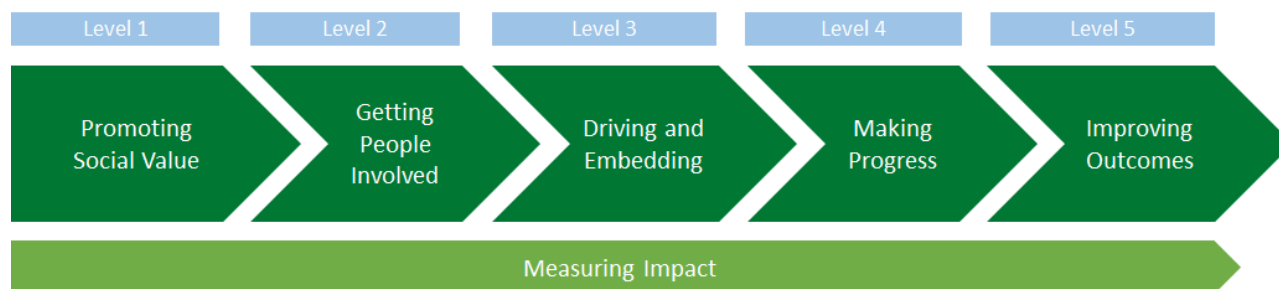 Level 1
Level 2
Level 3
Level 4
Level 5
Promoting
Social Value
Getting
People
Involved
Driving and
Embedding
Making
Progress
Improving
Outcomes
Measuring Impact